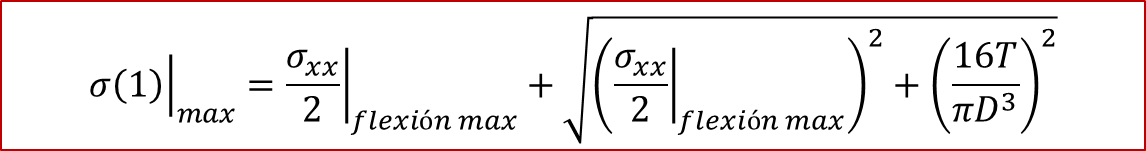 σ(1)|max = σxx/2|flexión max + √((σxx/2|flexión max)² + (16T/πD³)²)